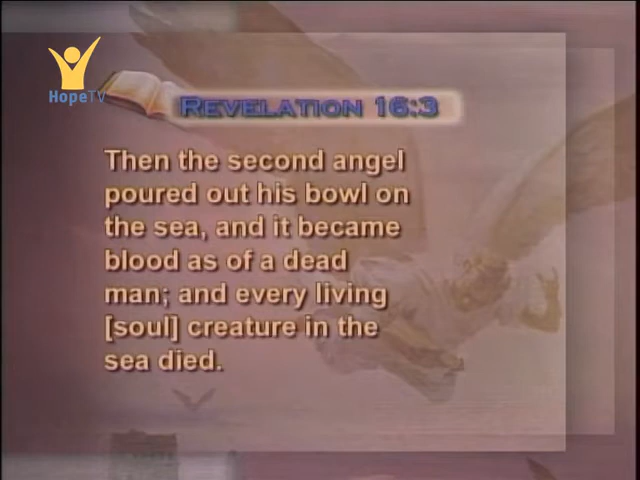 HopeTV
REVELATION 16:3
Then the second angel
poured out his bowl on
the sea, and it became
blood as of a dead
man; and every living
[soul] creature in the
sea died.